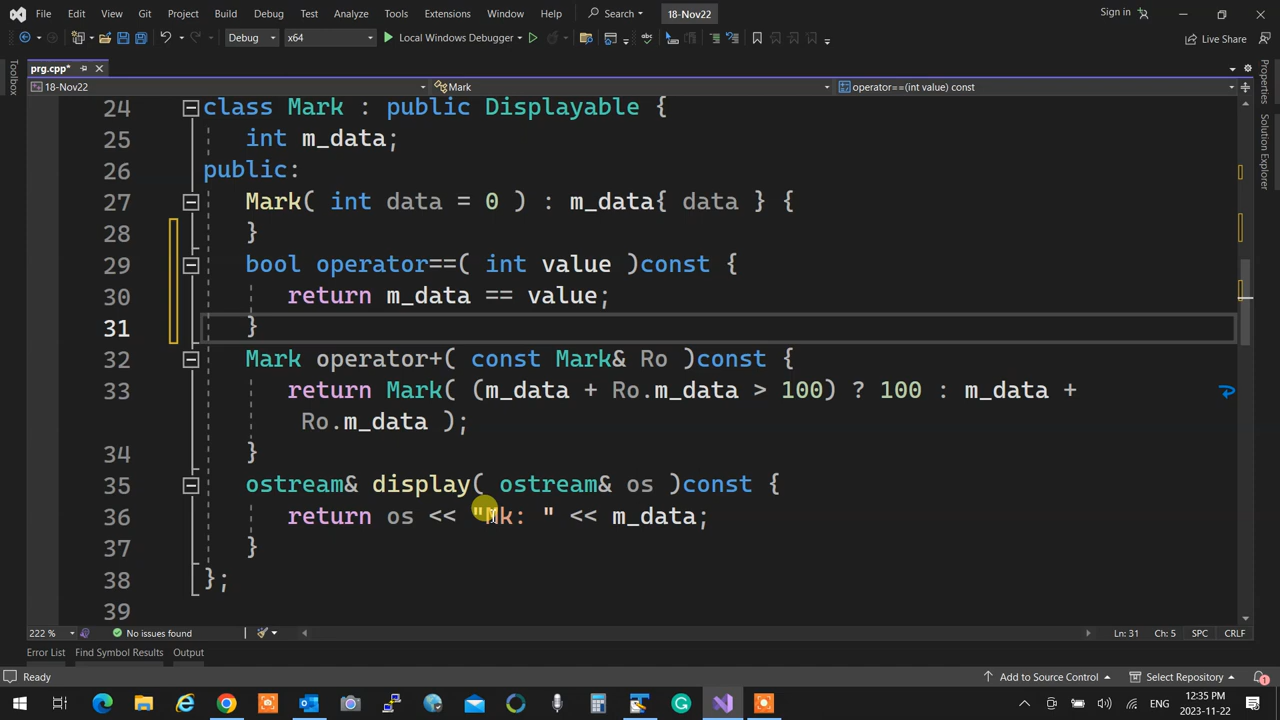 File Edit View Git Project Build Debug Test Analyze Tools Extensions Window Help Search 18-Nov22 Sign in
Debug x64 Local Windows Debugger Live Share
prg.cpp*
18-Nov22 Mark operator==(int value) const
Toolbox
Properties
Solution Explorer
24 class Mark : public Displayable {
25 int m_data;
26 public:
27 Mark( int data = 0 ) : m_data{ data } {
28 }
29 bool operator==( int value )const {
30 return m_data == value;
31 }
32 Mark operator+( const Mark& Ro )const {
33 return Mark( (m_data + Ro.m_data > 100) ? 100 : m_data +
Ro.m_data );
34 }
35 ostream& display( ostream& os )const {
36 return os << "Mk: " << m_data;
37 }
38 };
39
222 % No issues found Ln: 31 Ch: 5 SPC CRLF
Error List Find Symbol Results Output
Ready Add to Source Control Select Repository 1
12:35 PM
ENG
2023-11-22